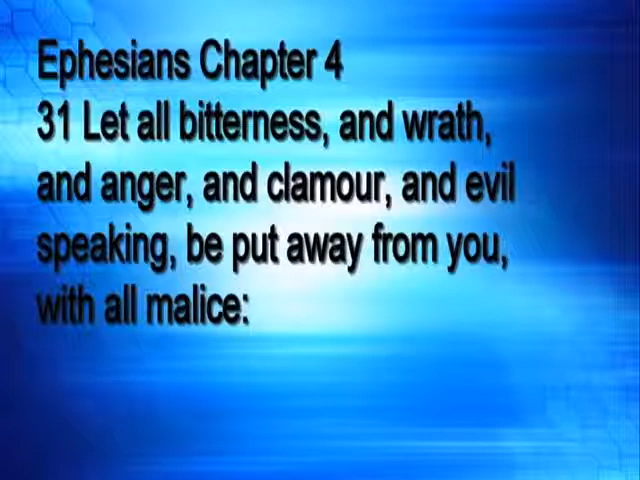 Ephesians Chapter 4
31 Let all bitterness, and wrath,
and anger, and clamour, and evil
speaking, be put away from you,
with all malice: